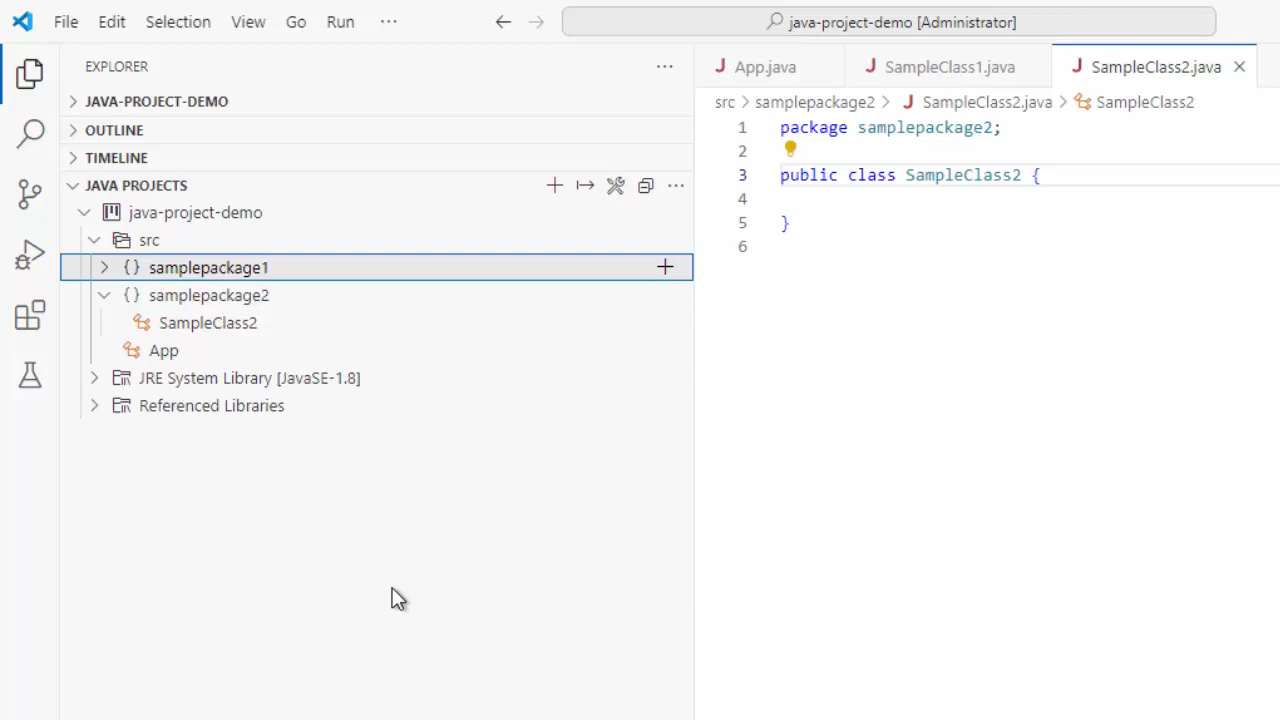 File Edit Selection View Go Run ···
java-project-demo [Administrator]
EXPLORER
JAVA-PROJECT-DEMO
OUTLINE
TIMELINE
JAVA PROJECTS
java-project-demo
src
{} samplepackage1
{} samplepackage2
SampleClass2
App
JRE System Library [JavaSE-1.8]
Referenced Libraries
J App.java J SampleClass1.java J SampleClass2.java
src > samplepackage2 > J SampleClass2.java > SampleClass2
1 package samplepackage2;
2
3 public class SampleClass2 {
4
5 }
6